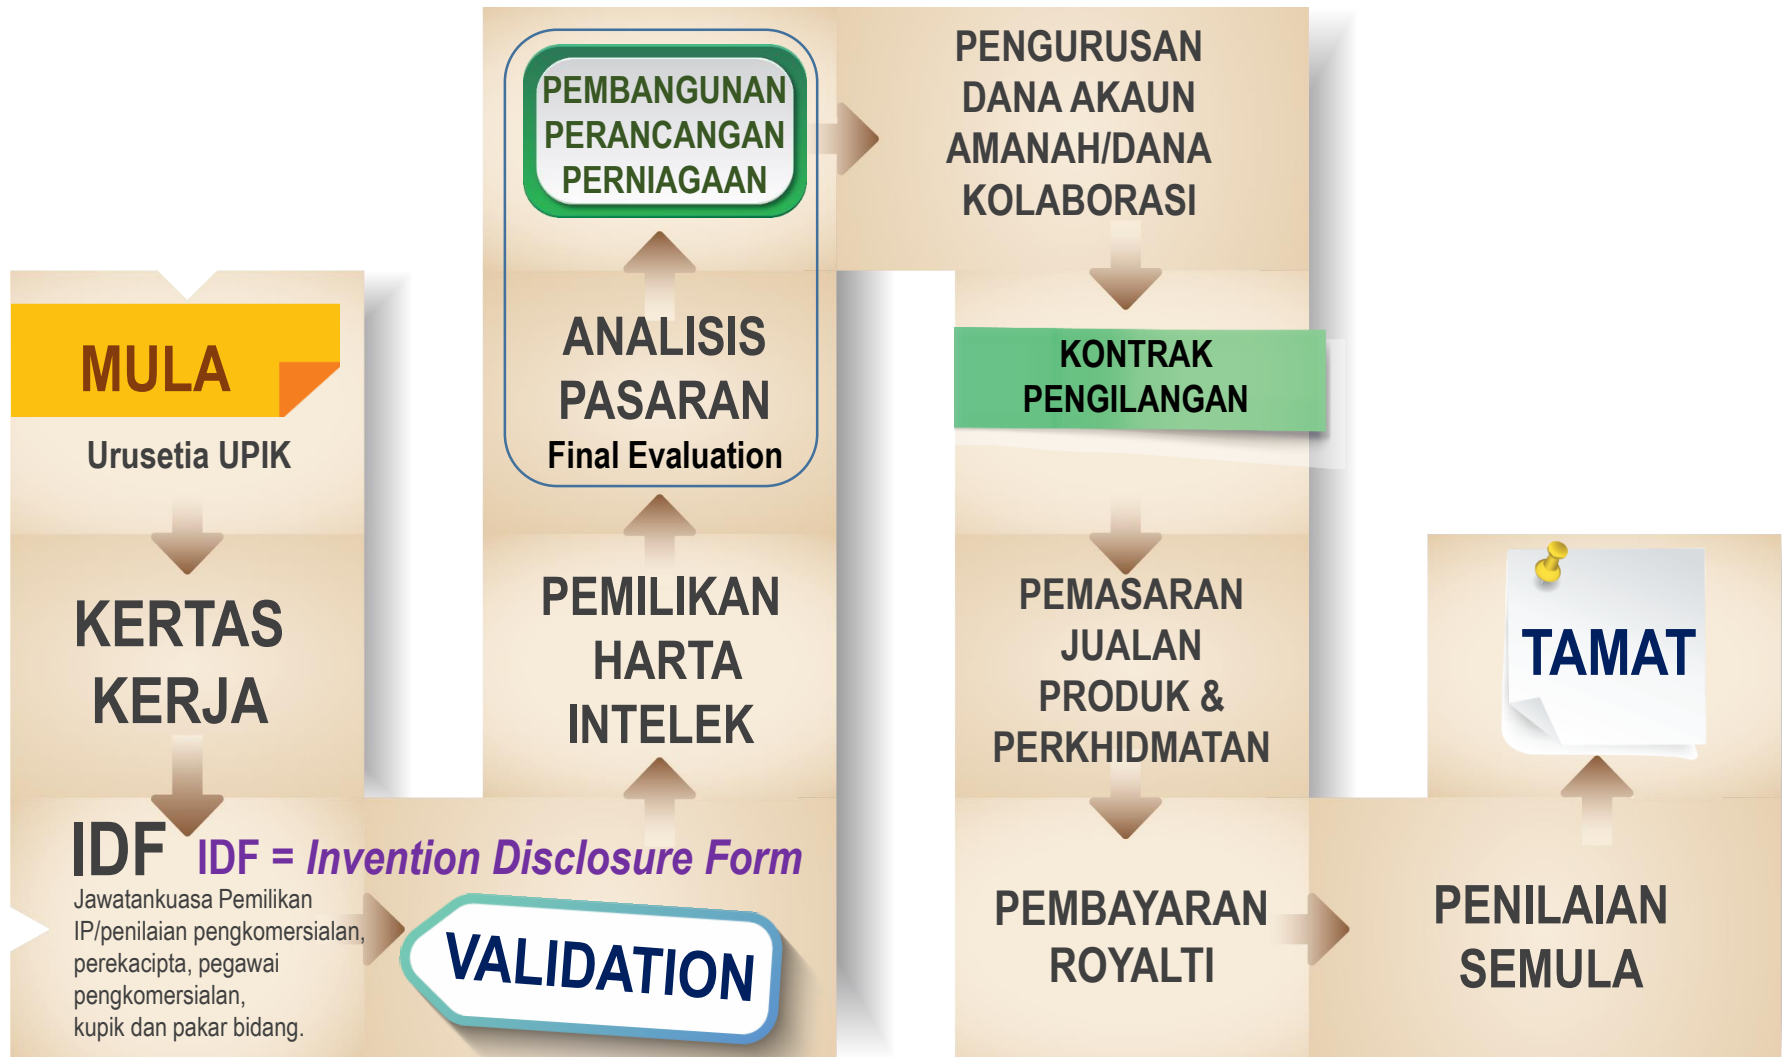 MULA
Urusetia UPIK
KERTAS
KERJA
IDF
IDF = Invention Disclosure Form
Jawatankuasa Pemilikan
IP/penilaian pengkomersialan,
perekacipta, pegawai
pengkomersialan,
kupik dan pakar bidang.
VALIDATION
PEMILIKAN
HARTA
INTELEK
ANALISIS
PASARAN
Final Evaluation
PEMBANGUNAN
PERANCANGAN
PERNIAGAAN
PENGURUSAN
DANA AKAUN
AMANAH/DANA
KOLABORASI
KONTRAK
PENGILANGAN
PEMASARAN
JUALAN
PRODUK &
PERKHIDMATAN
PEMBAYARAN
ROYALTI
PENILAIAN
SEMULA
TAMAT